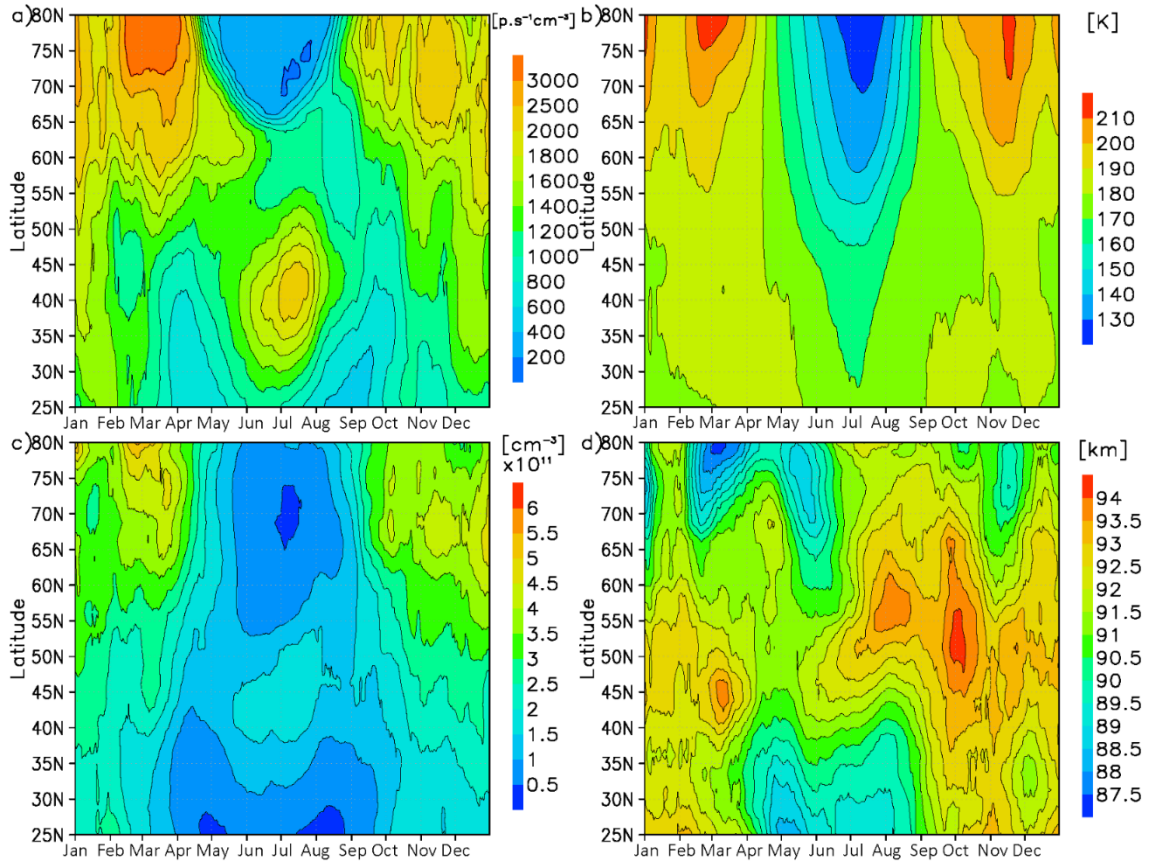 a)
[p.s⁻¹cm⁻³]
80N
75N
70N
65N
60N
55N
50N
45N
40N
35N
30N
25N
Latitude
Jan Feb Mar Apr May Jun Jul Aug Sep Oct Nov Dec
3000
2500
2000
1800
1600
1400
1200
1000
800
600
400
200
b)
[K]
80N
75N
70N
65N
60N
55N
50N
45N
40N
35N
30N
25N
Latitude
Jan Feb Mar Apr May Jun Jul Aug Sep Oct Nov Dec
210
200
190
180
170
160
150
140
130
c)
[cm⁻³]
x10¹¹
80N
75N
70N
65N
60N
55N
50N
45N
40N
35N
30N
25N
Latitude
Jan Feb Mar Apr May Jun Jul Aug Sep Oct Nov Dec
6
5
4.5
4
3.5
3
2.5
2
1.5
1
0.5
d)
[km]
80N
75N
70N
65N
60N
55N
50N
45N
40N
35N
30N
25N
Latitude
Jan Feb Mar Apr May Jun Jul Aug Sep Oct Nov Dec
94
93.5
93
92.5
92
91.5
91
90.5
90
89.5
89
88.5
88
87.5